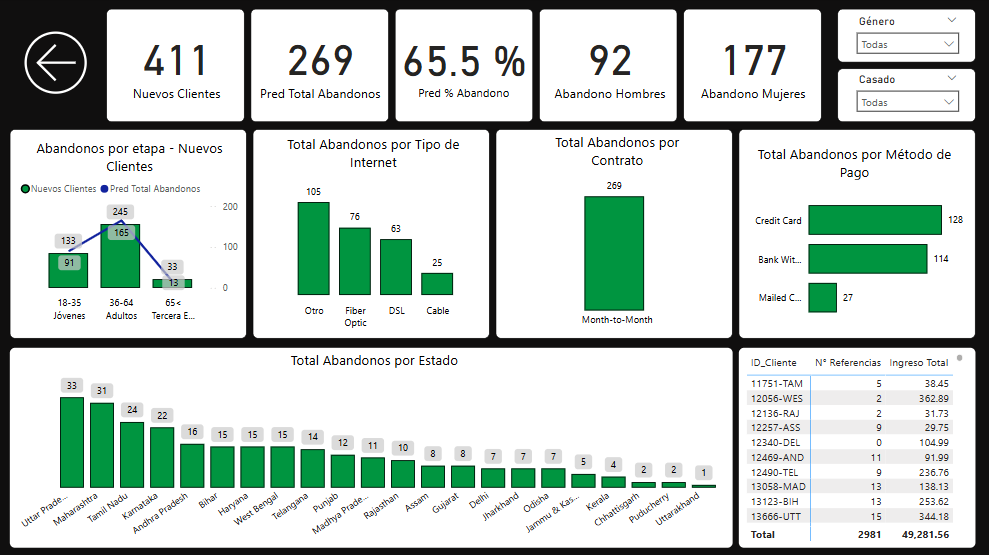 411
Nuevos Clientes
269
Pred Total Abandonos
65.5 %
Pred % Abandono
92
Abandono Hombres
177
Abandono Mujeres
Género
Todas
Casado
Todas
Abandonos por etapa - Nuevos
Clientes
Nuevos Clientes
Pred Total Abandonos
200
100
0
133
91
245
165
33
13
18-35
Jóvenes
36-64
Adultos
65<
Tercera E...
Total Abandonos por Tipo de
Internet
105
76
63
25
Otro
Fiber
Optic
DSL
Cable
Total Abandonos por
Contrato
269
Month-to-Month
Total Abandonos por Método de
Pago
Credit Card 128
Bank Wit... 114
Mailed C... 27
Total Abandonos por Estado
33 31 24 22 16 15 15 15 14 12 11 10 8 8 7 7 7 5 4 2 2 1
Uttar Prade...
Maharashtra
Tamil Nadu
Karnataka
Andhra Pradesh
Bihar
Haryana
West Bengal
Telangana
Punjab
Madhya Prade...
Rajasthan
Assam
Gujarat
Delhi
Jharkhand
Odisha
Jammu & Kas...
Kerala
Chhattisgarh
Puducherry
Uttarakhand
ID_Cliente N° Referencias Ingreso Total
11751-TAM 5 38.45
12056-WES 2 362.89
12136-RAJ 2 31.73
12257-ASS 9 29.75
12340-DEL 0 104.99
12469-AND 11 91.99
12490-TEL 9 236.76
13058-MAD 13 138.13
13123-BIH 13 253.62
13666-UTT 15 344.18
Total 2981 49,281.56